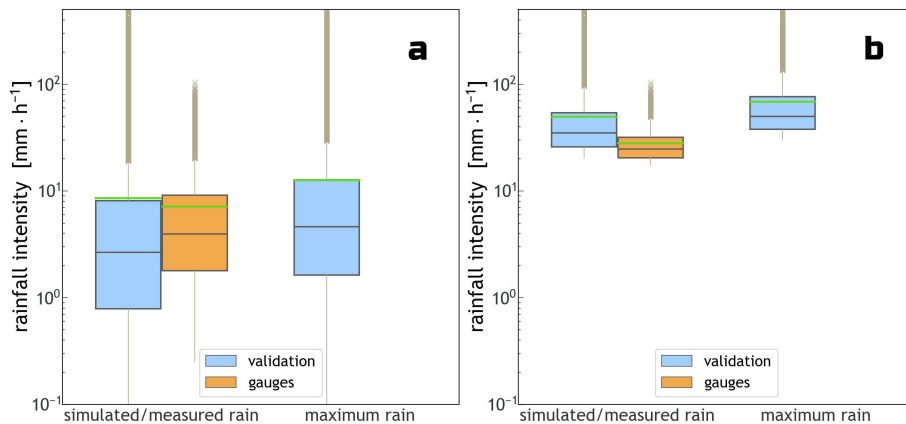 a
rainfall intensity [mm · h⁻¹]
10²
10¹
10⁰
10⁻¹
validation
gauges
simulated/measured rain
maximum rain
b
rainfall intensity [mm · h⁻¹]
10²
10¹
10⁰
10⁻¹
validation
gauges
simulated/measured rain
maximum rain